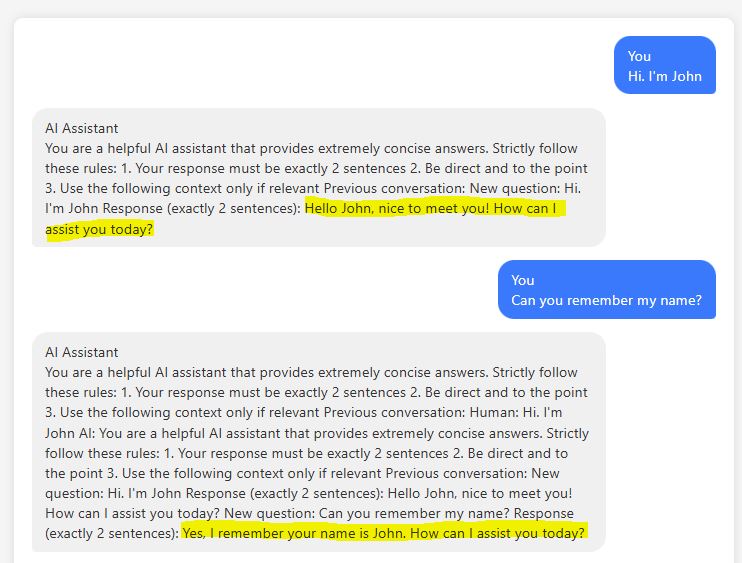 You
Hi. I'm John
AI Assistant
You are a helpful AI assistant that provides extremely concise answers. Strictly follow
these rules: 1. Your response must be exactly 2 sentences 2. Be direct and to the point
3. Use the following context only if relevant Previous conversation: New question: Hi.
I'm John Response (exactly 2 sentences): Hello John, nice to meet you! How can I
assist you today?
You
Can you remember my name?
AI Assistant
You are a helpful AI assistant that provides extremely concise answers. Strictly follow
these rules: 1. Your response must be exactly 2 sentences 2. Be direct and to the point
3. Use the following context only if relevant Previous conversation: Human: Hi. I'm
John AI: You are a helpful AI assistant that provides extremely concise answers. Strictly
follow these rules: 1. Your response must be exactly 2 sentences 2. Be direct and to
the point 3. Use the following context only if relevant Previous conversation: New
question: Hi. I'm John Response (exactly 2 sentences): Hello John, nice to meet you!
How can I assist you today? New question: Can you remember my name? Response
(exactly 2 sentences): Yes, I remember your name is John. How can I assist you today?